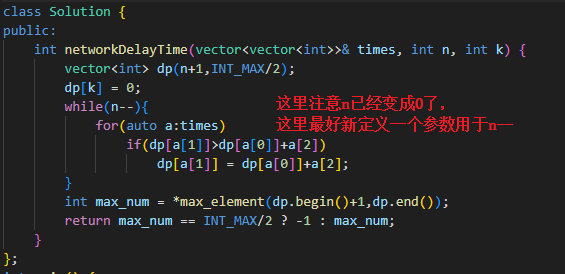 class Solution {
public:
    int networkDelayTime(vector<vector<int>>& times, int n, int k) {
        vector<int> dp(n+1,INT_MAX/2);
        dp[k] = 0;
        while(n--){
            for(auto a:times)
                if(dp[a[1]]>dp[a[0]]+a[2])
                    dp[a[1]] = dp[a[0]]+a[2];
        }
        int max_num = *max_element(dp.begin()+1,dp.end());
        return max_num == INT_MAX/2 ? -1 : max_num;
    }
};
这里注意n已经变成0了，
这里最好新定义一个参数用于n--